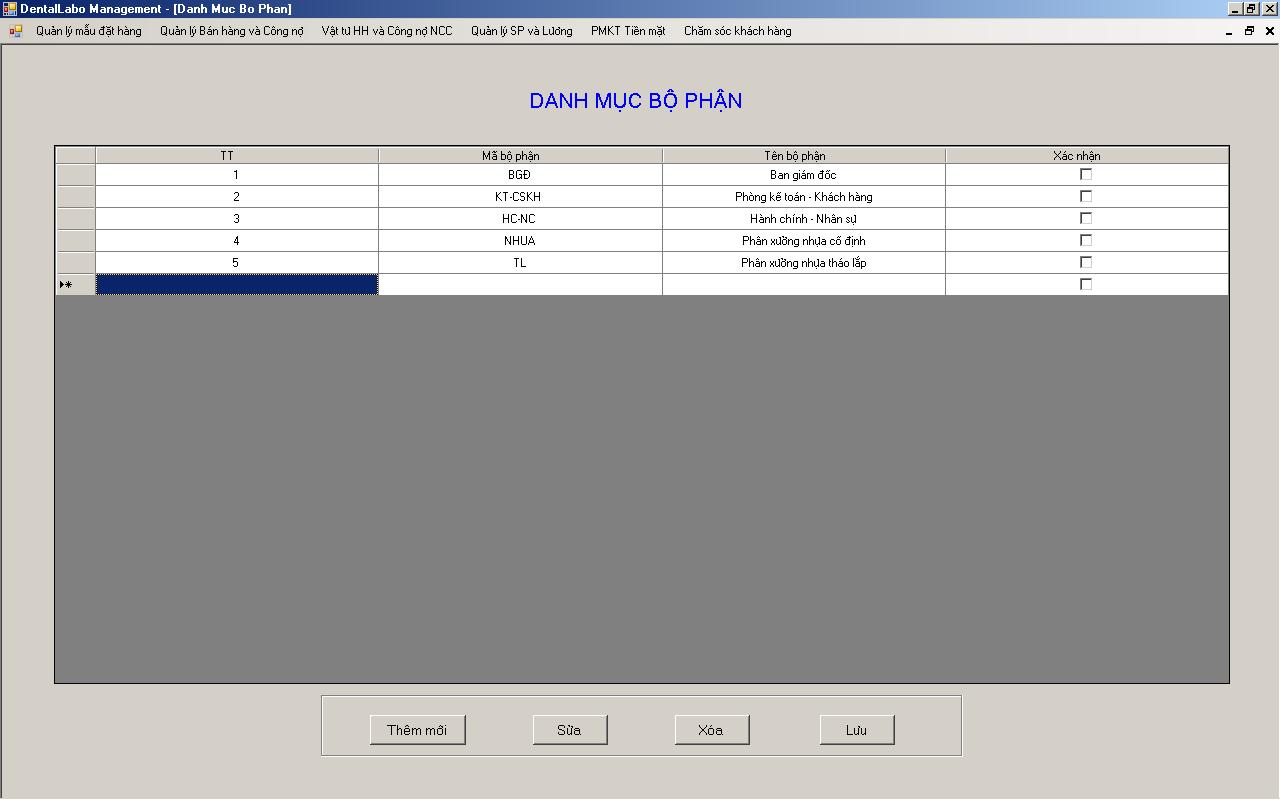 DentalLabo Management - [Danh Muc Bo Phan]
Quản lý mẫu đặt hàng Quản lý Bán hàng và Công nợ Vật tư HH và Công nợ NCC Quản lý SP và Lương PMKT Tiền mặt Chăm sóc khách hàng
DANH MỤC BỘ PHẬN
TT Mã bộ phận Tên bộ phận Xác nhận
1 BGĐ Ban giám đốc
2 KT-CSKH Phòng kế toán - Khách hàng
3 HC-NC Hành chính - Nhân sự
4 NHUA Phân xưởng nhựa cố định
5 TL Phân xưởng nhựa tháo lắp
Thêm mới Sửa Xóa Lưu